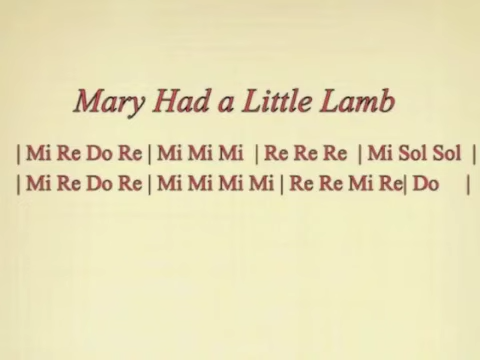 Mary Had a Little Lamb
| Mi Re Do Re | Mi Mi Mi | Re Re Re | Mi Sol Sol |
| Mi Re Do Re | Mi Mi Mi Mi | Re Re Mi Re| Do |